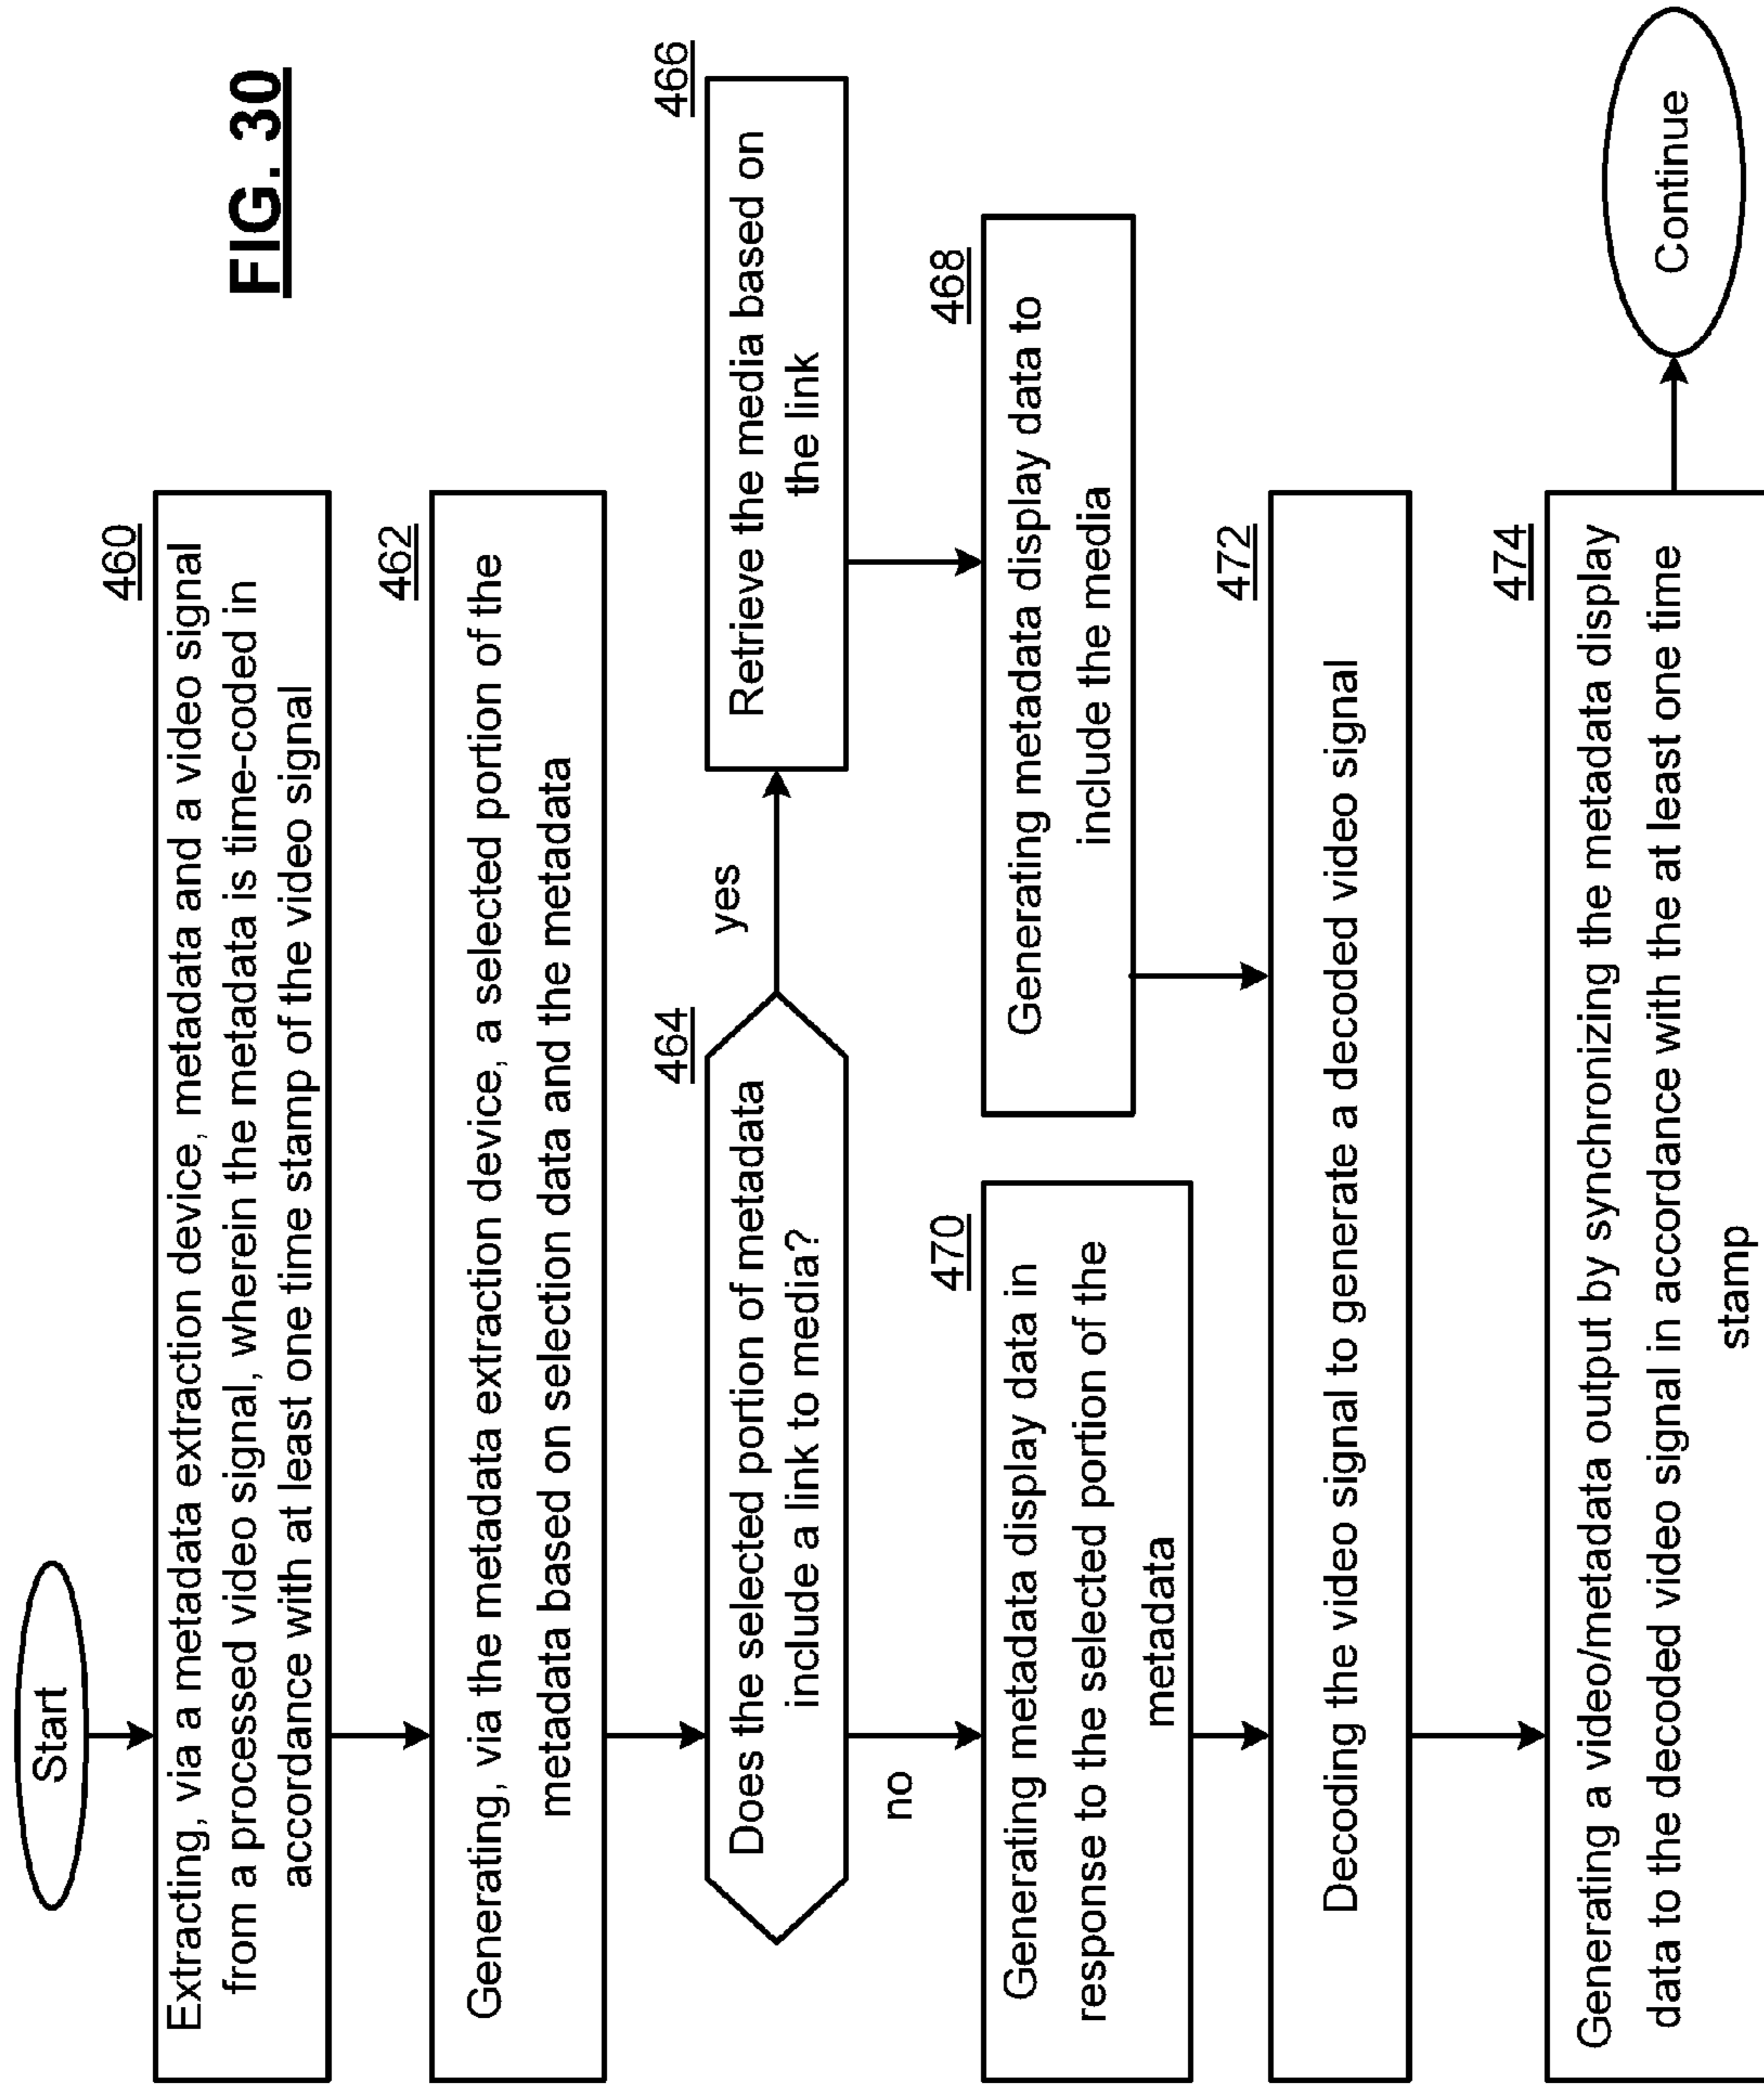 FIG. 30
Start
460
Extracting, via a metadata extraction device, metadata and a video signal
from a processed video signal, wherein the metadata is time-coded in
accordance with at least one time stamp of the video signal
462
Generating, via the metadata extraction device, a selected portion of the
metadata based on selection data and the metadata
464
Does the selected portion of metadata
include a link to media?
yes
466
Retrieve the media based on
the link
468
Generating metadata display data to
include the media
no
470
Generating metadata display data in
response to the selected portion of the
metadata
472
Decoding the video signal to generate a decoded video signal
474
Generating a video/metadata output by synchronizing the metadata display
data to the decoded video signal in accordance with the at least one time
stamp
Continue